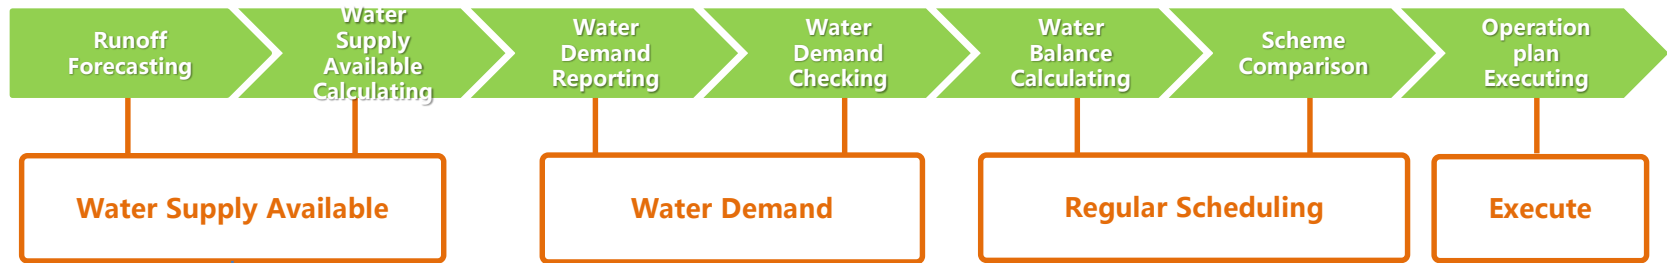 Runoff
Forecasting
Water
Supply
Available
Calculating
Water
Demand
Reporting
Water
Demand
Checking
Water
Balance
Calculating
Scheme
Comparison
Operation
plan
Executing
Water Supply Available
Water Demand
Regular Scheduling
Execute